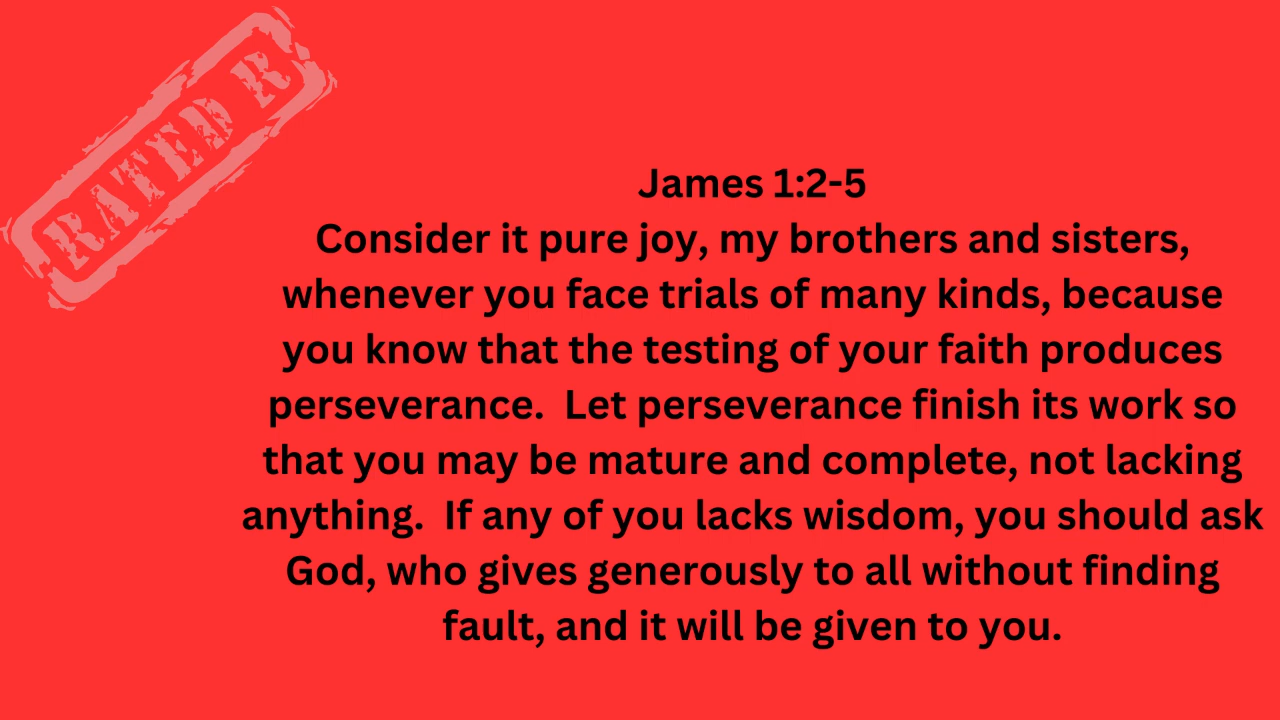 RATED R
James 1:2-5
Consider it pure joy, my brothers and sisters,
whenever you face trials of many kinds, because
you know that the testing of your faith produces
perseverance.  Let perseverance finish its work so
that you may be mature and complete, not lacking
anything.  If any of you lacks wisdom, you should ask
God, who gives generously to all without finding
fault, and it will be given to you.